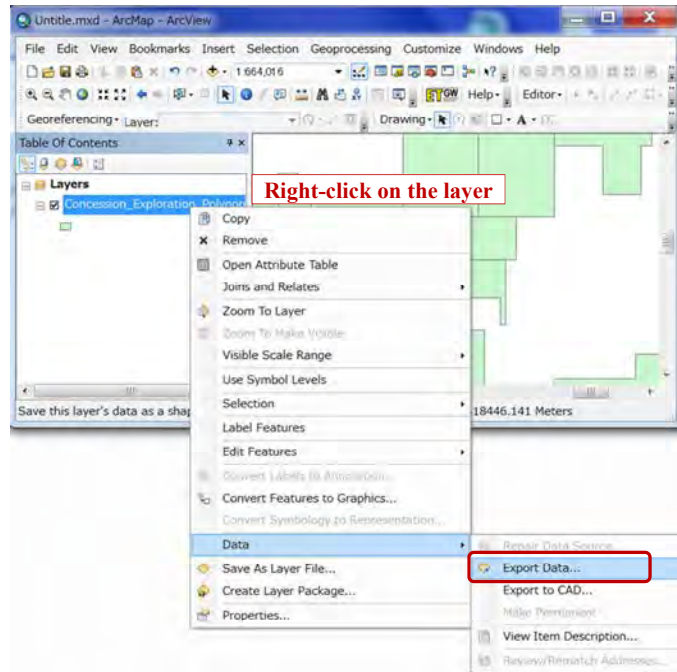 Untitle.mxd - ArcMap - ArcView
File Edit View Bookmarks Insert Selection Geoprocessing Customize Windows Help
1:664,016
Help Editor
Georeferencing Layer: Drawing A
Table Of Contents
Layers
Concession_Exploration_Polygon
Right-click on the layer
Copy
Remove
Open Attribute Table
Joins and Relates
Zoom To Layer
Zoom To Make Visible
Visible Scale Range
Use Symbol Levels
Selection
Save this layer's data as a shap
18446.141 Meters
Label Features
Edit Features
Convert Labels to Annotation...
Convert Features to Graphics...
Convert Symbology to Representation...
Data
Repair Data Source
Save As Layer File...
Export Data...
Create Layer Package...
Export to CAD...
Make Permanent
Properties...
View Item Description...
Review/Rematch Addresses...